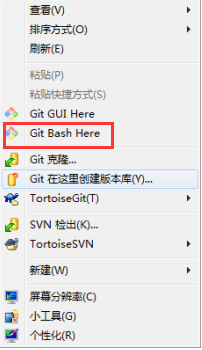 查看(V)
排序方式(O)
刷新(E)
粘贴(P)
粘贴快捷方式(S)
Git GUI Here
Git Bash Here
Git 克隆...
Git 在这里创建版本库(Y)...
TortoiseGit(T)
SVN 检出(K)...
TortoiseSVN
新建(W)
屏幕分辨率(C)
小工具(G)
个性化(R)